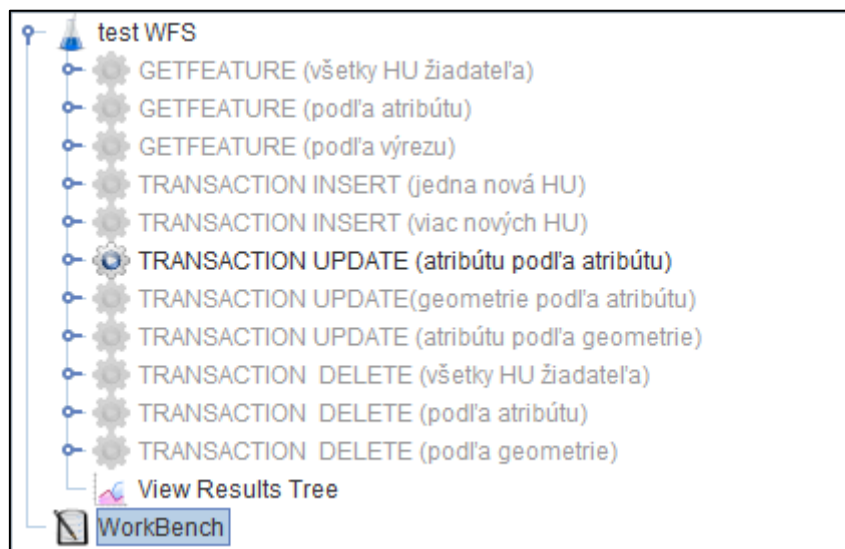 test WFS
GETFEATURE (všetky HU žiadateľa)
GETFEATURE (podľa atribútu)
GETFEATURE (podľa výrezu)
TRANSACTION INSERT (jedna nová HU)
TRANSACTION INSERT (viac nových HU)
TRANSACTION UPDATE (atribútu podľa atribútu)
TRANSACTION UPDATE(geometrie podľa atribútu)
TRANSACTION UPDATE (atribútu podľa geometrie)
TRANSACTION  DELETE (všetky HU žiadateľa)
TRANSACTION  DELETE (podľa atribútu)
TRANSACTION  DELETE (podľa geometrie)
View Results Tree
WorkBench